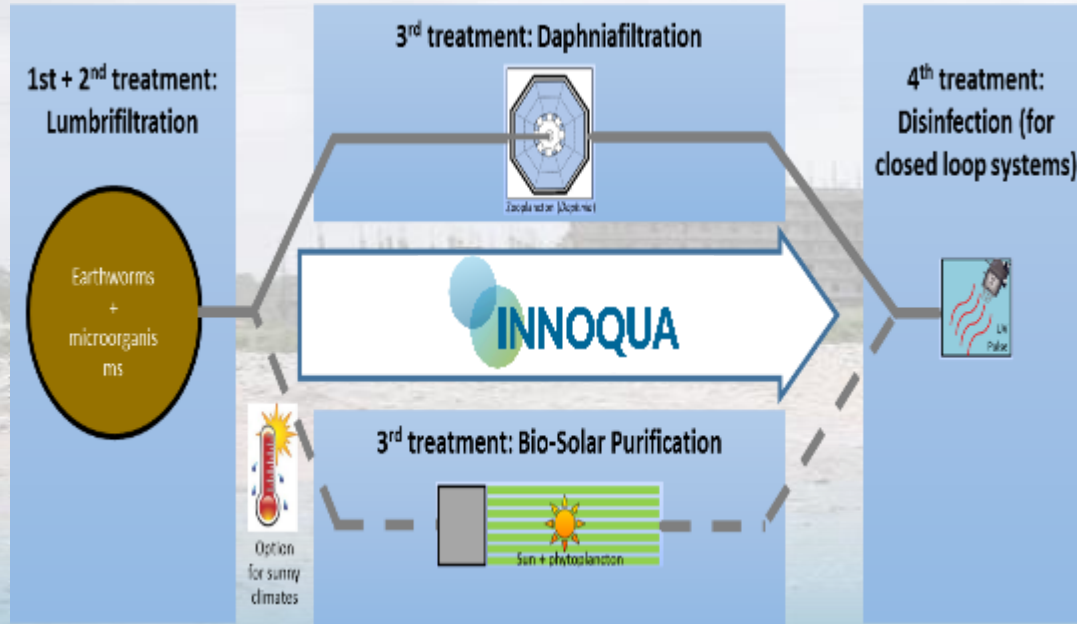 1st + 2nd treatment:
Lumbrifiltration
Earthworms
+
microorganis
ms
3rd treatment: Daphniafiltration
Zooplancton (Daphnia)
INNOQUA
Option
for sunny
climates
3rd treatment: Bio-Solar Purification
Sun + phytoplancton
4th treatment:
Disinfection (for
closed loop systems)
UV
Pulse